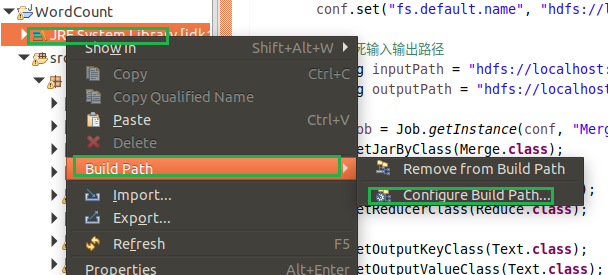 WordCount
JRE System Library [jdk
src
Show In Shift+Alt+W
Copy Ctrl+C
Copy Qualified Name
Paste Ctrl+V
Delete
Build Path
Import...
Export...
Refresh F5
Properties Alt+Enter
Remove from Build Path
Configure Build Path...
conf.set("fs.default.name", "hdfs://l
死输入输出路径
g inputPath = "hdfs://localhost:
g outputPath = "hdfs://localhost
ob = Job.getInstance(conf, "Merg
etJarByClass(Merge.class);
etReducerClass(Reduce.class);
etOutputKeyClass(Text.class);
etOutputValueClass(Text.class);